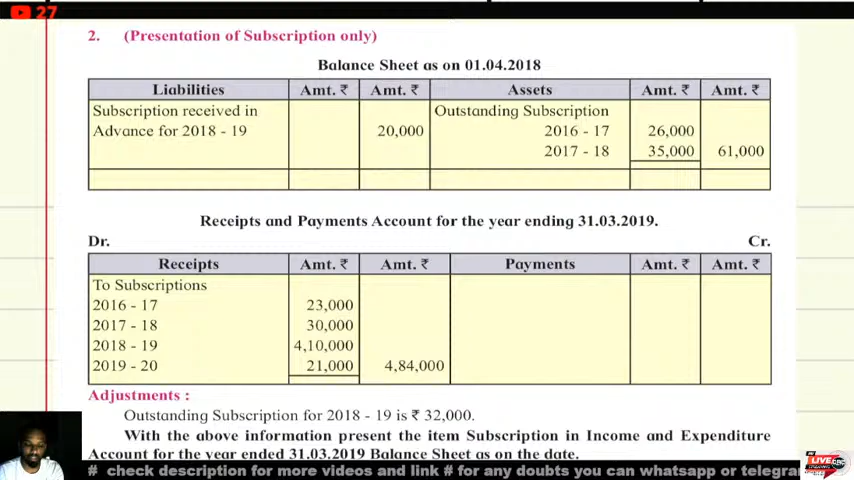 27
2. (Presentation of Subscription only)
Balance Sheet as on 01.04.2018
Liabilities Amt. ₹ Amt. ₹ Assets Amt. ₹ Amt. ₹
Subscription received in Outstanding Subscription
Advance for 2018 - 19 20,000 2016 - 17 26,000
2017 - 18 35,000 61,000
Receipts and Payments Account for the year ending 31.03.2019.
Dr. Cr.
Receipts Amt. ₹ Amt. ₹ Payments Amt. ₹ Amt. ₹
To Subscriptions
2016 - 17 23,000
2017 - 18 30,000
2018 - 19 4,10,000
2019 - 20 21,000 4,84,000
Adjustments :
Outstanding Subscription for 2018 - 19 is ₹ 32,000.
With the above information present the item Subscription in Income and Expenditure
Account for the year ended 31.03.2019 Balance Sheet as on the date.
# check description for more videos and link # for any doubts you can whatsapp or telegram
LIVE